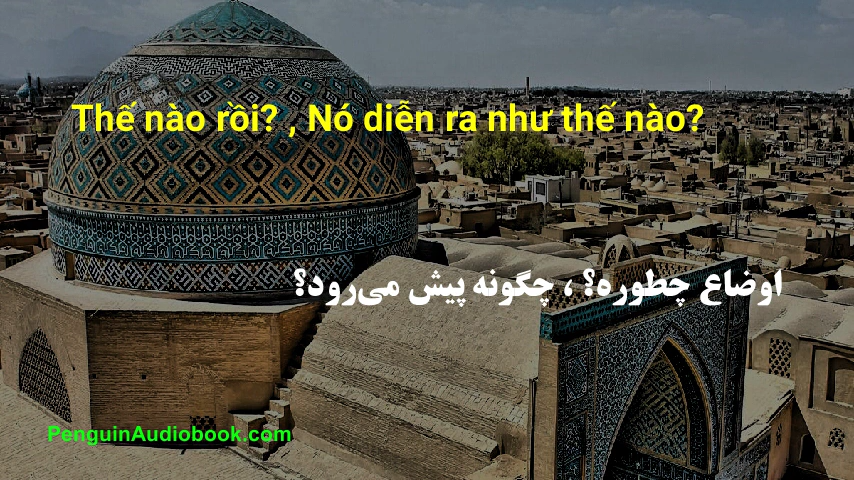 Thế nào rồi? , Nó diễn ra như thế nào?
اوضاع چطوره؟ ، چگونه پیش می‌رود؟
PenguinAudiobook.com